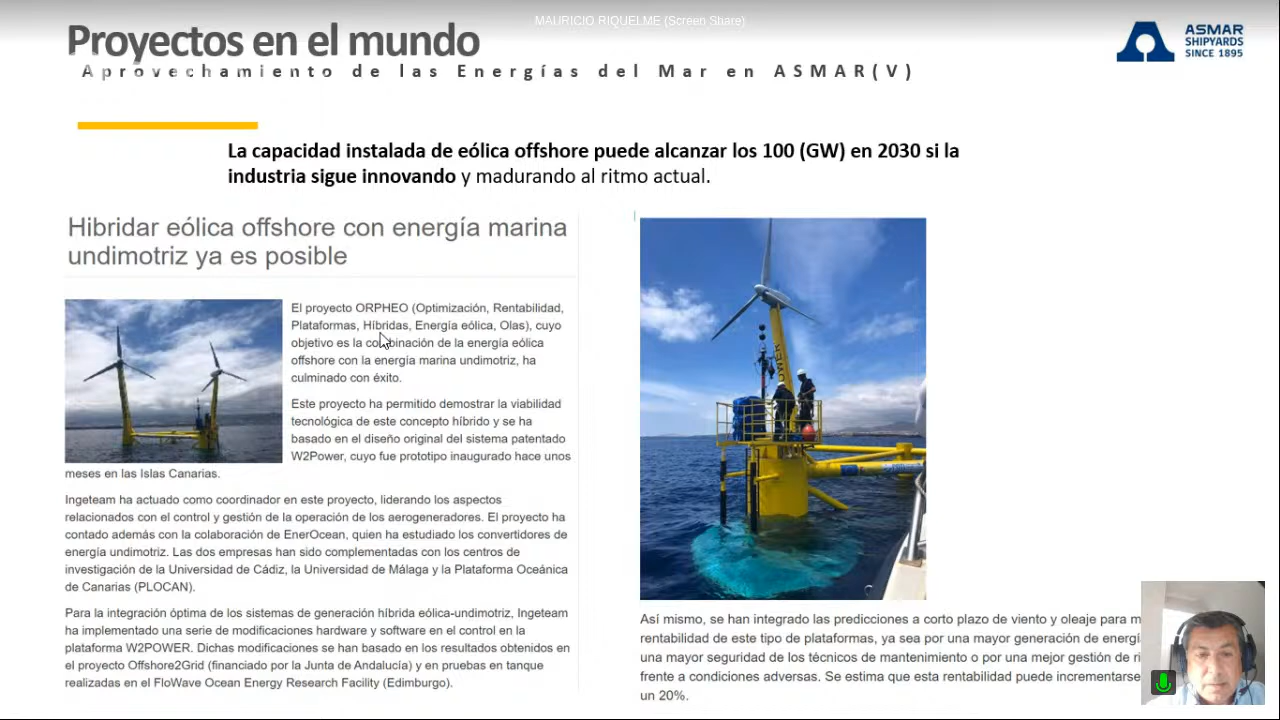 MAURICIO RIQUELME (Screen Share)
Proyectos en el mundo
Aprovechamiento de las Energías del Mar en ASMAR(V)
ASMAR
SHIPYARDS
SINCE 1895
La capacidad instalada de eólica offshore puede alcanzar los 100 (GW) en 2030 si la
industria sigue innovando y madurando al ritmo actual.
Hibridar eólica offshore con energía marina
undimotriz ya es posible
El proyecto ORPHEO (Optimización, Rentabilidad,
Plataformas, Híbridas, Energía eólica, Olas), cuyo
objetivo es la combinación de la energía eólica
offshore con la energía marina undimotriz, ha
culminado con éxito.
Este proyecto ha permitido demostrar la viabilidad
tecnológica de este concepto híbrido y se ha
basado en el diseño original del sistema patentado
W2Power, cuyo fue prototipo inaugurado hace unos
meses en las Islas Canarias.
Ingeteam ha actuado como coordinador en este proyecto, liderando los aspectos
relacionados con el control y gestión de la operación de los aerogeneradores. El proyecto ha
contado además con la colaboración de EnerOcean, quien ha estudiado los convertidores de
energía undimotriz. Las dos empresas han sido complementadas con los centros de
investigación de la Universidad de Cádiz, la Universidad de Málaga y la Plataforma Oceánica
de Canarias (PLOCAN).
Para la integración óptima de los sistemas de generación híbrida eólica-undimotriz, Ingeteam
ha implementado una serie de modificaciones hardware y software en el control en la
plataforma W2POWER. Dichas modificaciones se han basado en los resultados obtenidos en
el proyecto Offshore2Grid (financiado por la Junta de Andalucía) y en pruebas en tanque
realizadas en el FloWave Ocean Energy Research Facility (Edimburgo).
Así mismo, se han integrado las predicciones a corto plazo de viento y oleaje para m
rentabilidad de este tipo de plataformas, ya sea por una mayor generación de energí
una mayor seguridad de los técnicos de mantenimiento o por una mejor gestión de ri
frente a condiciones adversas. Se estima que esta rentabilidad puede incrementarse
un 20%.